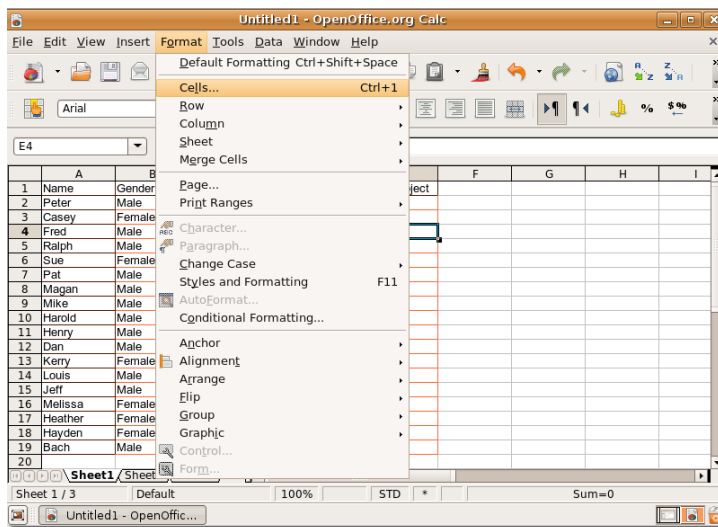 Untitled1 - OpenOffice.org Calc
File Edit View Insert Format Tools Data Window Help
Default Formatting Ctrl+Shift+Space
Cells... Ctrl+1
Row
Column
Sheet
Merge Cells
Page...
Print Ranges
Character...
Paragraph...
Change Case
Styles and Formatting F11
AutoFormat...
Conditional Formatting...
Anchor
Alignment
Arrange
Flip
Group
Graphic
Control...
Form...
Arial
% $%
E4
A B F G H I
1 Name Gender ject
2 Peter Male
3 Casey Female
4 Fred Male
5 Ralph Male
6 Sue Female
7 Pat Male
8 Magan Male
9 Mike Male
10 Harold Male
11 Henry Male
12 Dan Male
13 Kerry Female
14 Louis Male
15 Jeff Male
16 Melissa Female
17 Heather Female
18 Hayden Female
19 Bach Male
20
Sheet1 Sheet
Sheet 1 / 3 Default 100% STD * Sum=0
Untitled1 - OpenOffic...